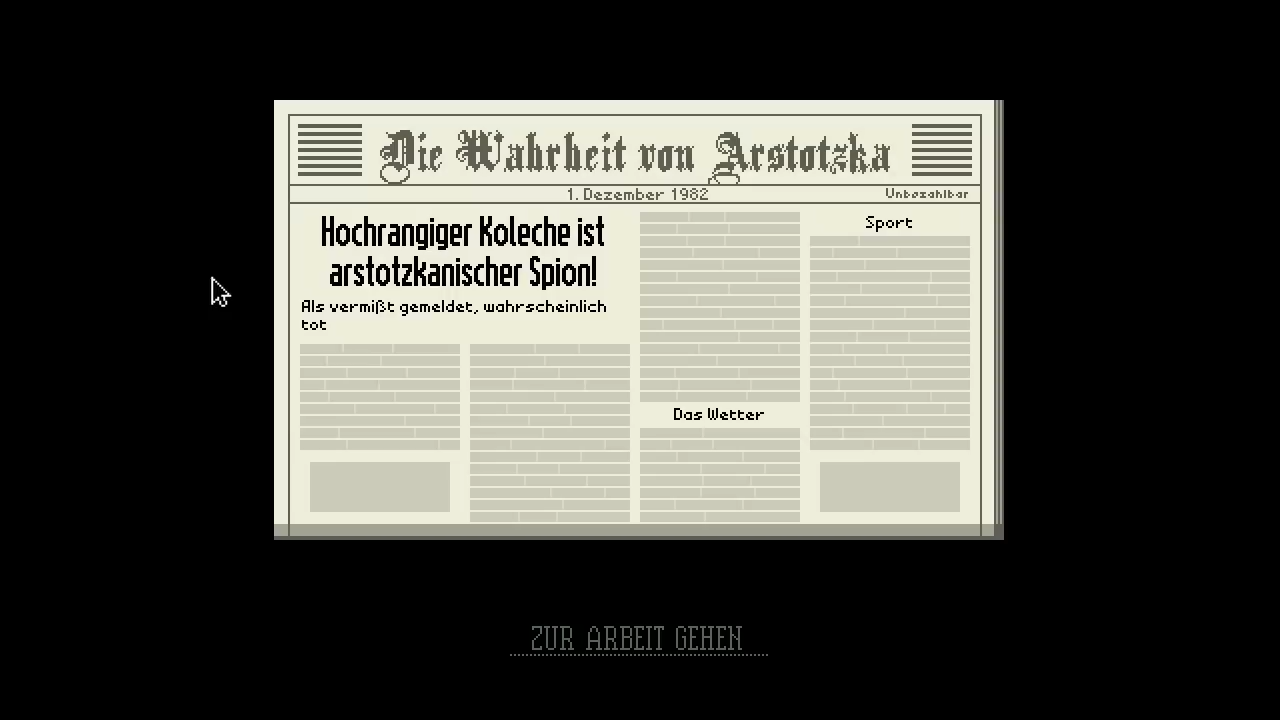 Die Wahrheit von Arstotzka
1. Dezember 1982
Unbezahlbar
Hochrangiger Koleche ist
arstotzkanischer Spion!
Als vermißt gemeldet, wahrscheinlich
tot
Das Wetter
Sport
ZUR ARBEIT GEHEN